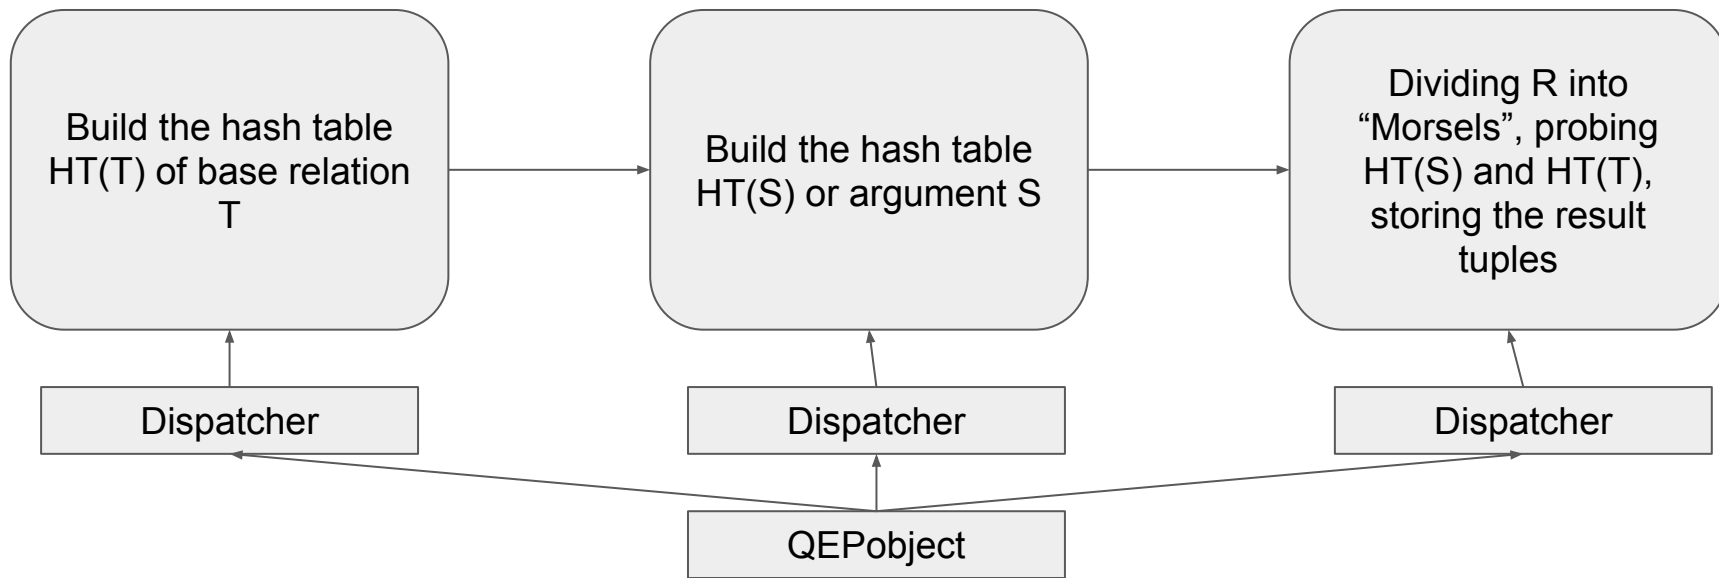 Build the hash table
HT(T) of base relation
T
Build the hash table
HT(S) or argument S
Dividing R into
“Morsels”, probing
HT(S) and HT(T),
storing the result
tuples
Dispatcher
Dispatcher
Dispatcher
QEPobject